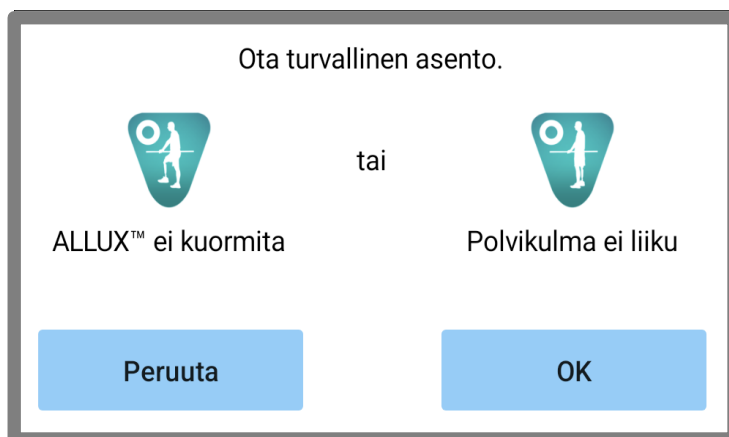 Ota turvallinen asento.
tai
ALLUX™ ei kuormita
Polvikulma ei liiku
Peruuta
OK